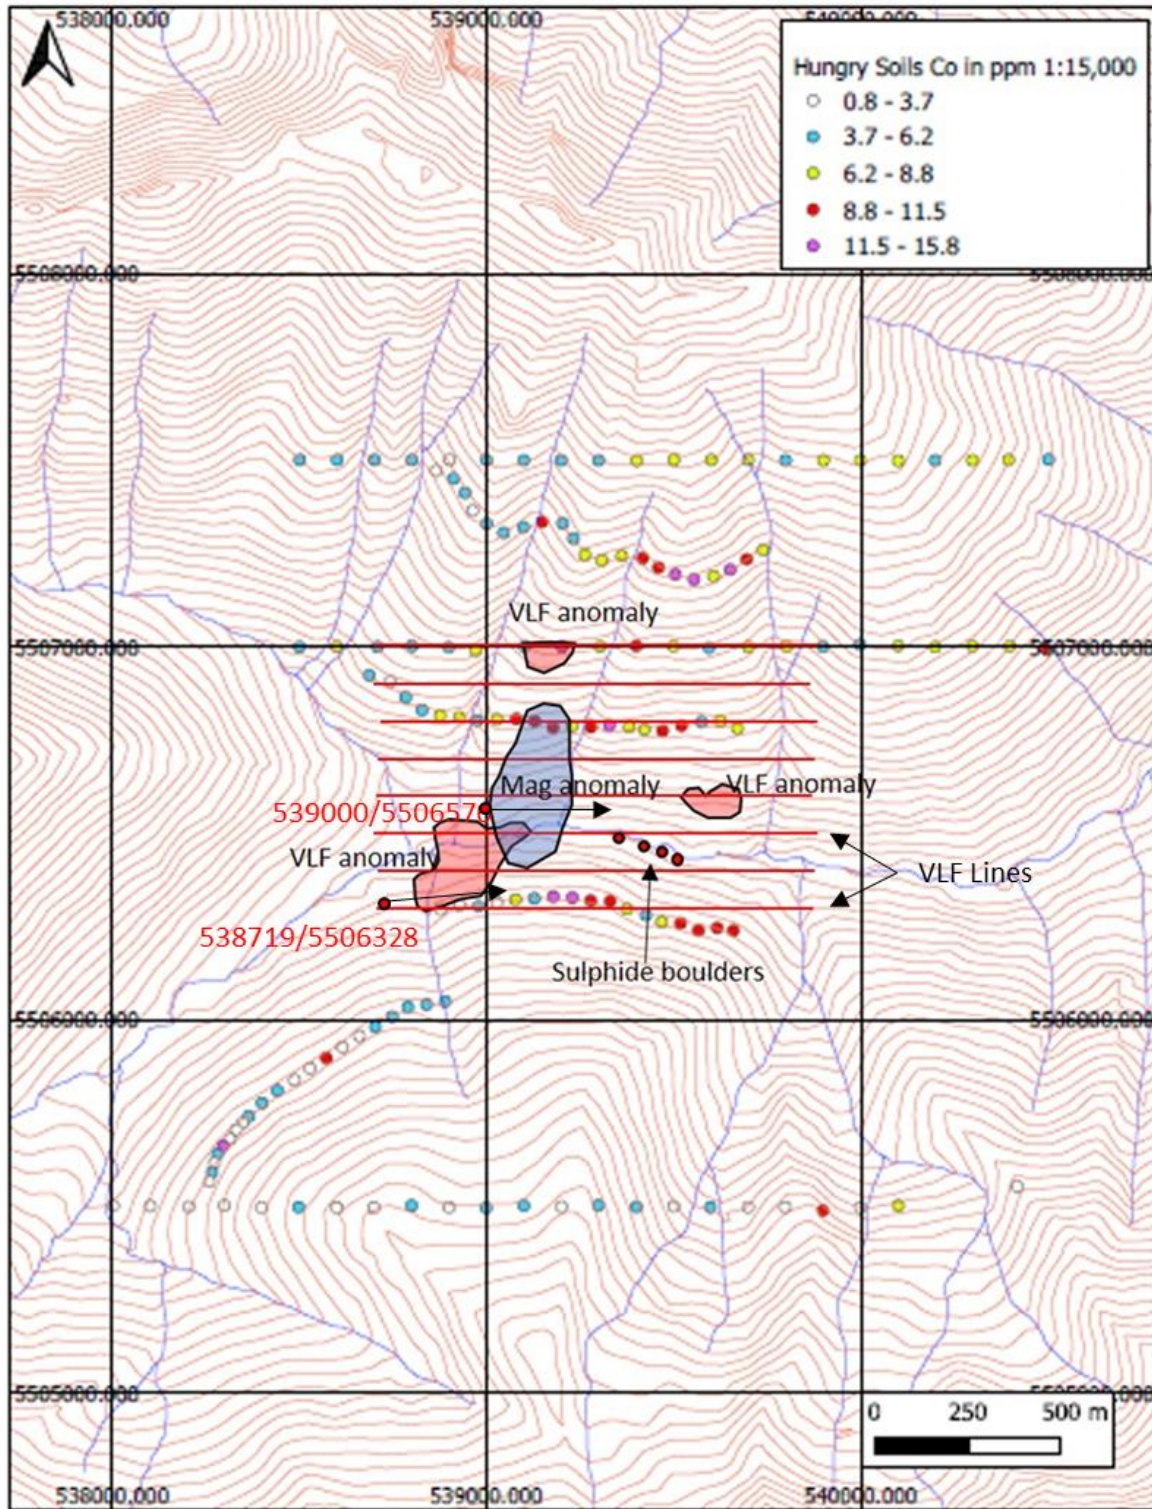 538000.000
539000.000
Hungry Soils Co in ppm 1:15,000
0.8 - 3.7
3.7 - 6.2
6.2 - 8.8
8.8 - 11.5
11.5 - 15.8
5508000.000
VLF anomaly
5507000.000
Mag anomaly
VLF anomaly
539000/5506576
VLF anomaly
VLF Lines
538719/5506328
Sulphide boulders
5506000.000
5506000.000
5505000.000
0 250 500 m
538000.000
539000.000
540000.000